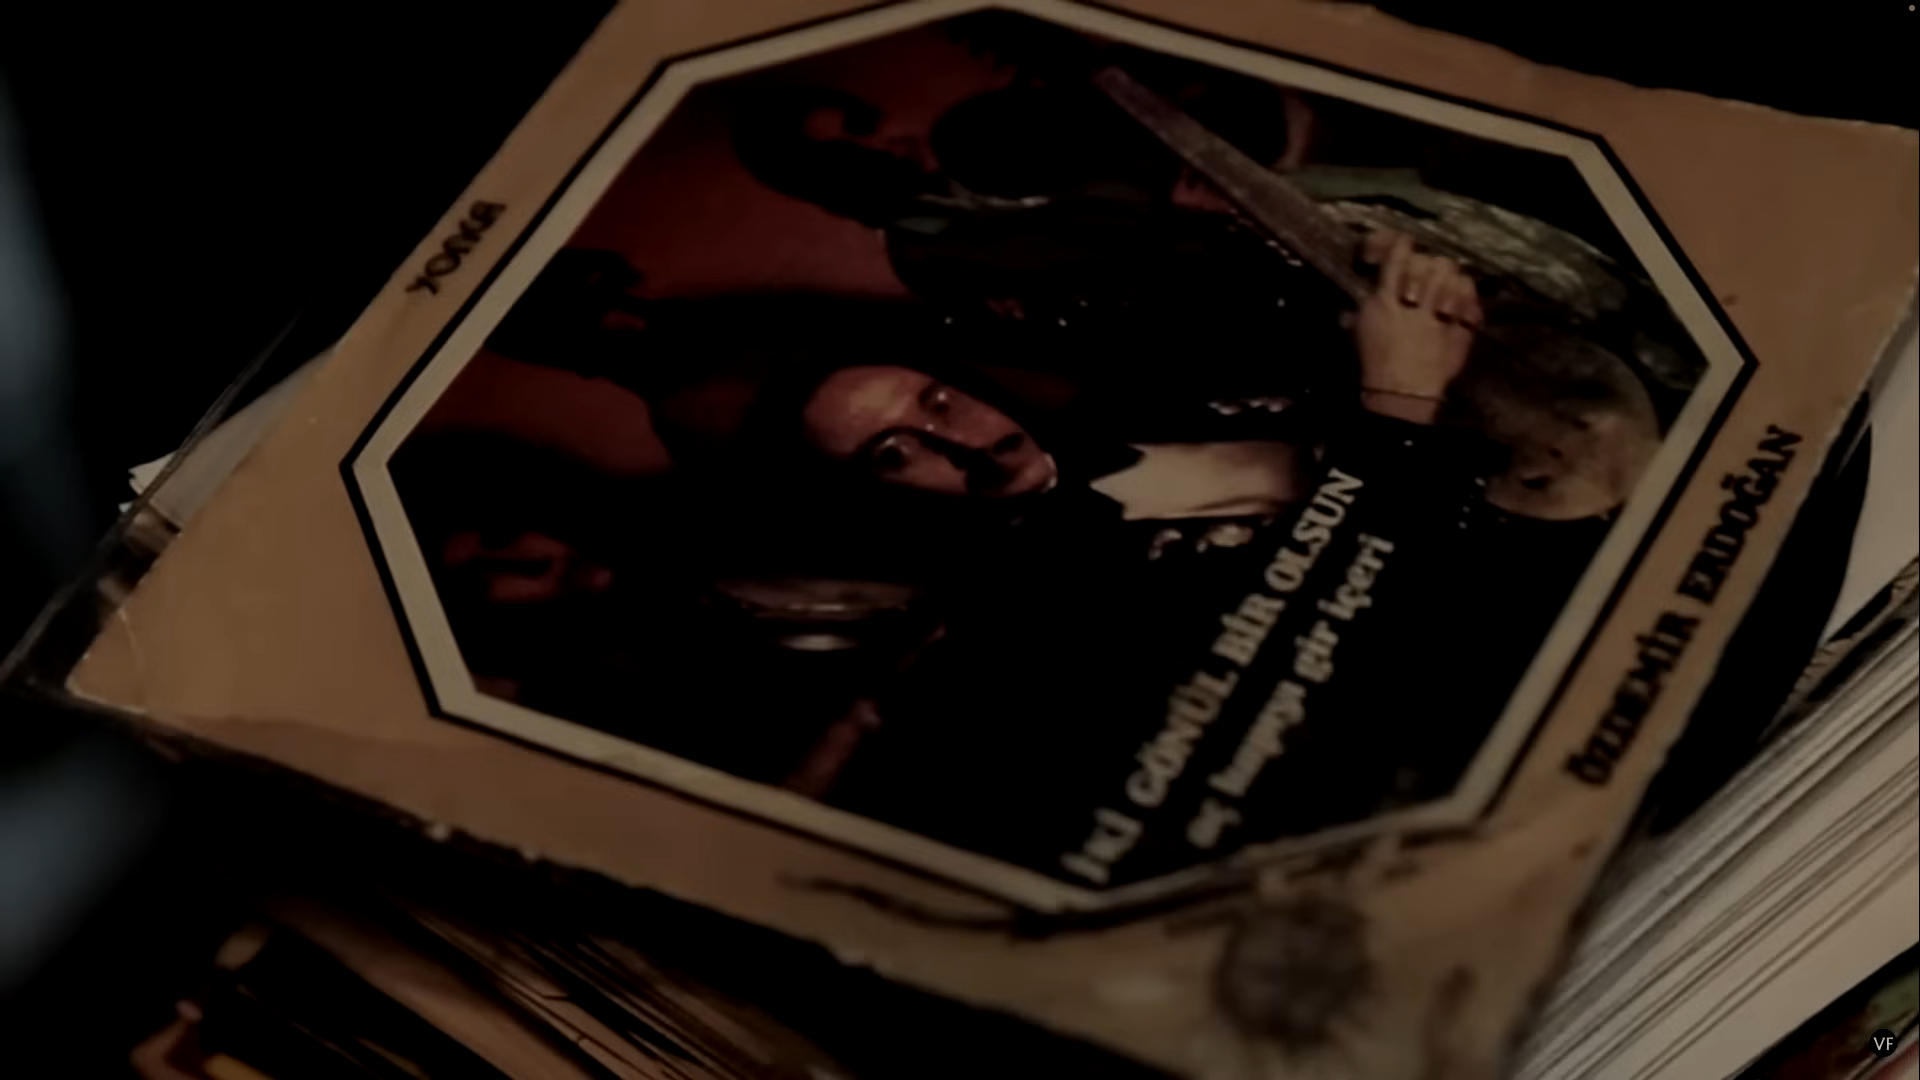 YONCA
İKİ GÖNÜL BİR OLSUN
aç kapıyı gir içeri
ÖZDEMİR ERDOĞAN
VF